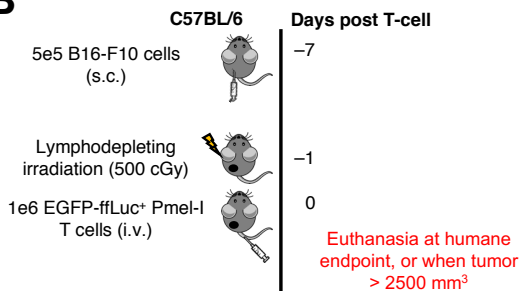 B
C57BL/6 Days post T-cell
5e5 B16-F10 cells
(s.c.)
–7
Lymphodepleting
irradiation (500 cGy)
–1
1e6 EGFP-ffLuc⁺ Pmel-I
T cells (i.v.)
0
Euthanasia at humane
endpoint, or when tumor
> 2500 mm³